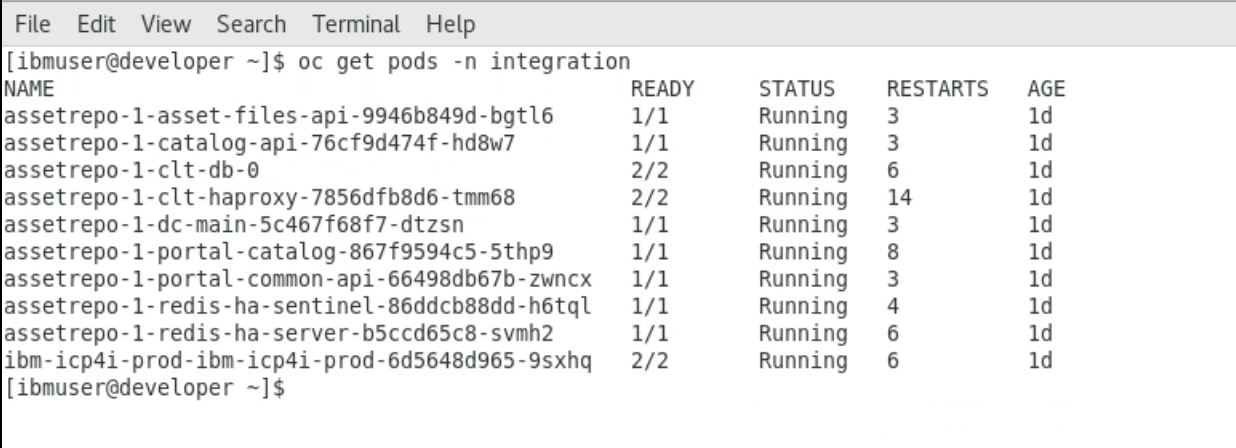 File Edit View Search Terminal Help
[ibmuser@developer ~]$ oc get pods -n integration
NAME READY STATUS RESTARTS AGE
assetrepo-1-asset-files-api-9946b849d-bgtl6 1/1 Running 3 1d
assetrepo-1-catalog-api-76cf9d474f-hd8w7 1/1 Running 3 1d
assetrepo-1-clt-db-0 2/2 Running 6 1d
assetrepo-1-clt-haproxy-7856dfb8d6-tmm68 2/2 Running 14 1d
assetrepo-1-dc-main-5c467f68f7-dtzsn 1/1 Running 3 1d
assetrepo-1-portal-catalog-867f9594c5-5thp9 1/1 Running 8 1d
assetrepo-1-portal-common-api-66498db67b-zwncx 1/1 Running 3 1d
assetrepo-1-redis-ha-sentinel-86ddcb88dd-h6tql 1/1 Running 4 1d
assetrepo-1-redis-ha-server-b5ccd65c8-svmh2 1/1 Running 6 1d
ibm-icp4i-prod-ibm-icp4i-prod-6d5648d965-9sxhq 2/2 Running 6 1d
[ibmuser@developer ~]$